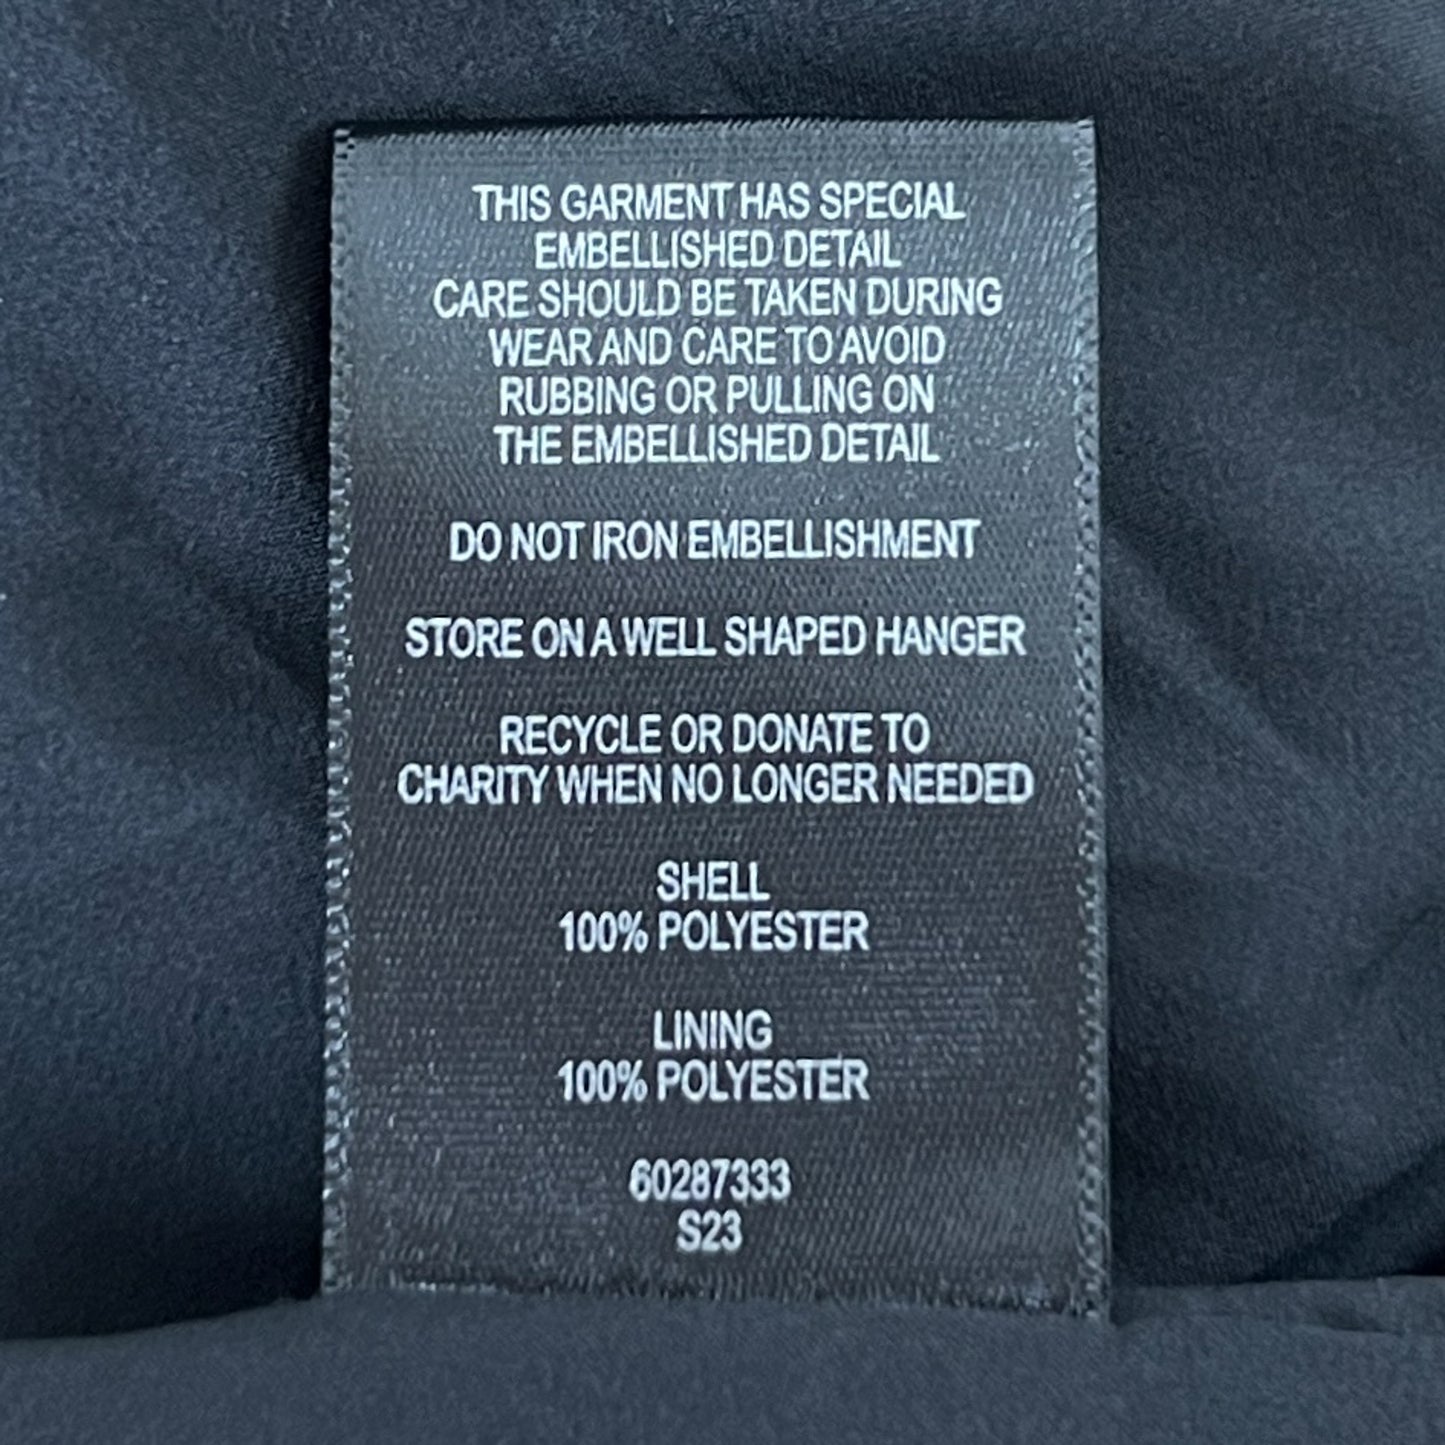 THIS GARMENT HAS SPECIAL
EMBELLISHED DETAIL
CARE SHOULD BE TAKEN DURING
WEAR AND CARE TO AVOID
RUBBING OR PULLING ON
THE EMBELLISHED DETAIL
DO NOT IRON EMBELLISHMENT
STORE ON A WELL SHAPED HANGER
RECYCLE OR DONATE TO
CHARITY WHEN NO LONGER NEEDED
SHELL
100% POLYESTER
LINING
100% POLYESTER
60287333
S23